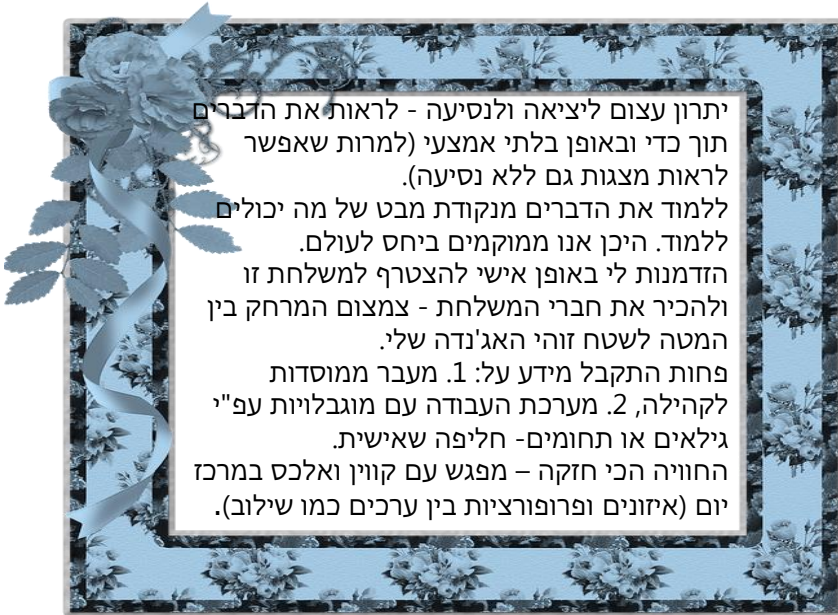 יתרון עצום ליציאה ולנסיעה - לראות את הדברים
תוך כדי ובאופן בלתי אמצעי (למרות שאפשר
לראות מצגות גם ללא נסיעה).
ללמוד את הדברים מנקודת מבט של מה יכולים
ללמוד. היכן אנו ממוקמים ביחס לעולם.
הזדמנות לי באופן אישי להצטרף למשלחת זו
ולהכיר את חברי המשלחת - צמצום המרחק בין
המטה לשטח זוהי האג'נדה שלי.
פחות התקבל מידע על: 1. מעבר ממוסדות
לקהילה, 2. מערכת העבודה עם מוגבלויות עפ"י
גילאים או תחומים- חליפה שאישית.
החוויה הכי חזקה – מפגש עם קווין ואלכס במרכז
יום (איזונים ופרופורציות בין ערכים כמו שילוב).